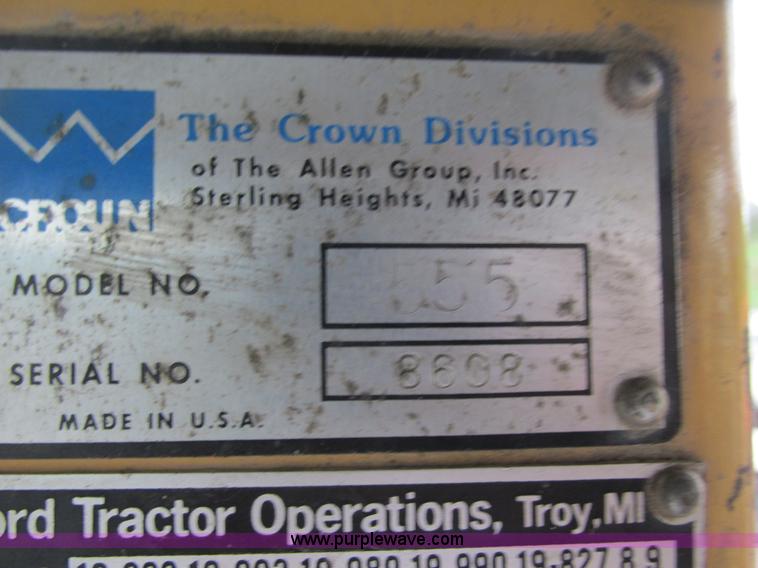 The Crown Divisions
of The Allen Group, Inc.
Sterling Heights, Mi 48077
CROWN
MODEL NO. 555
SERIAL NO. 8608
MADE IN U.S.A.
ord Tractor Operations, Troy, MI
www.purplewave.com